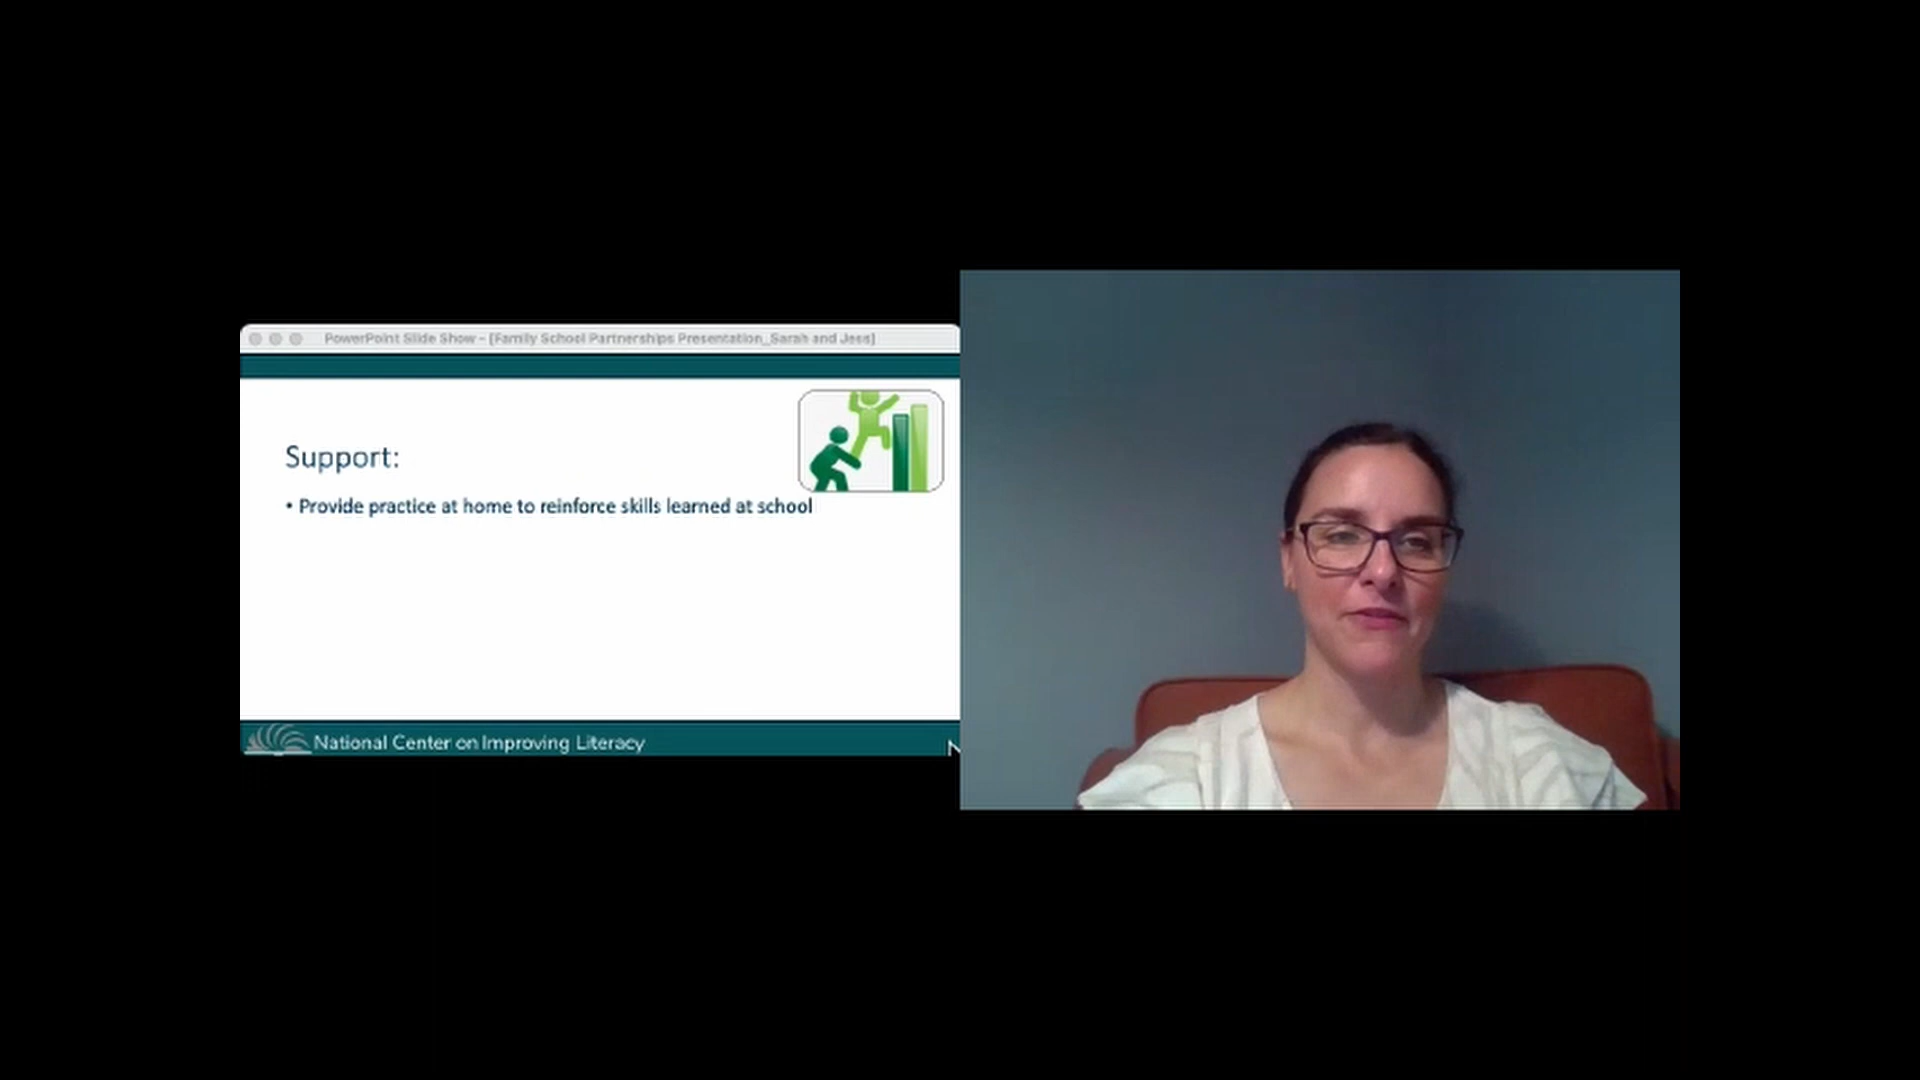 PowerPoint Slide Show - [Family School Partnerships Presentation_Sarah and Jess]
Support:
• Provide practice at home to reinforce skills learned at school
National Center on Improving Literacy